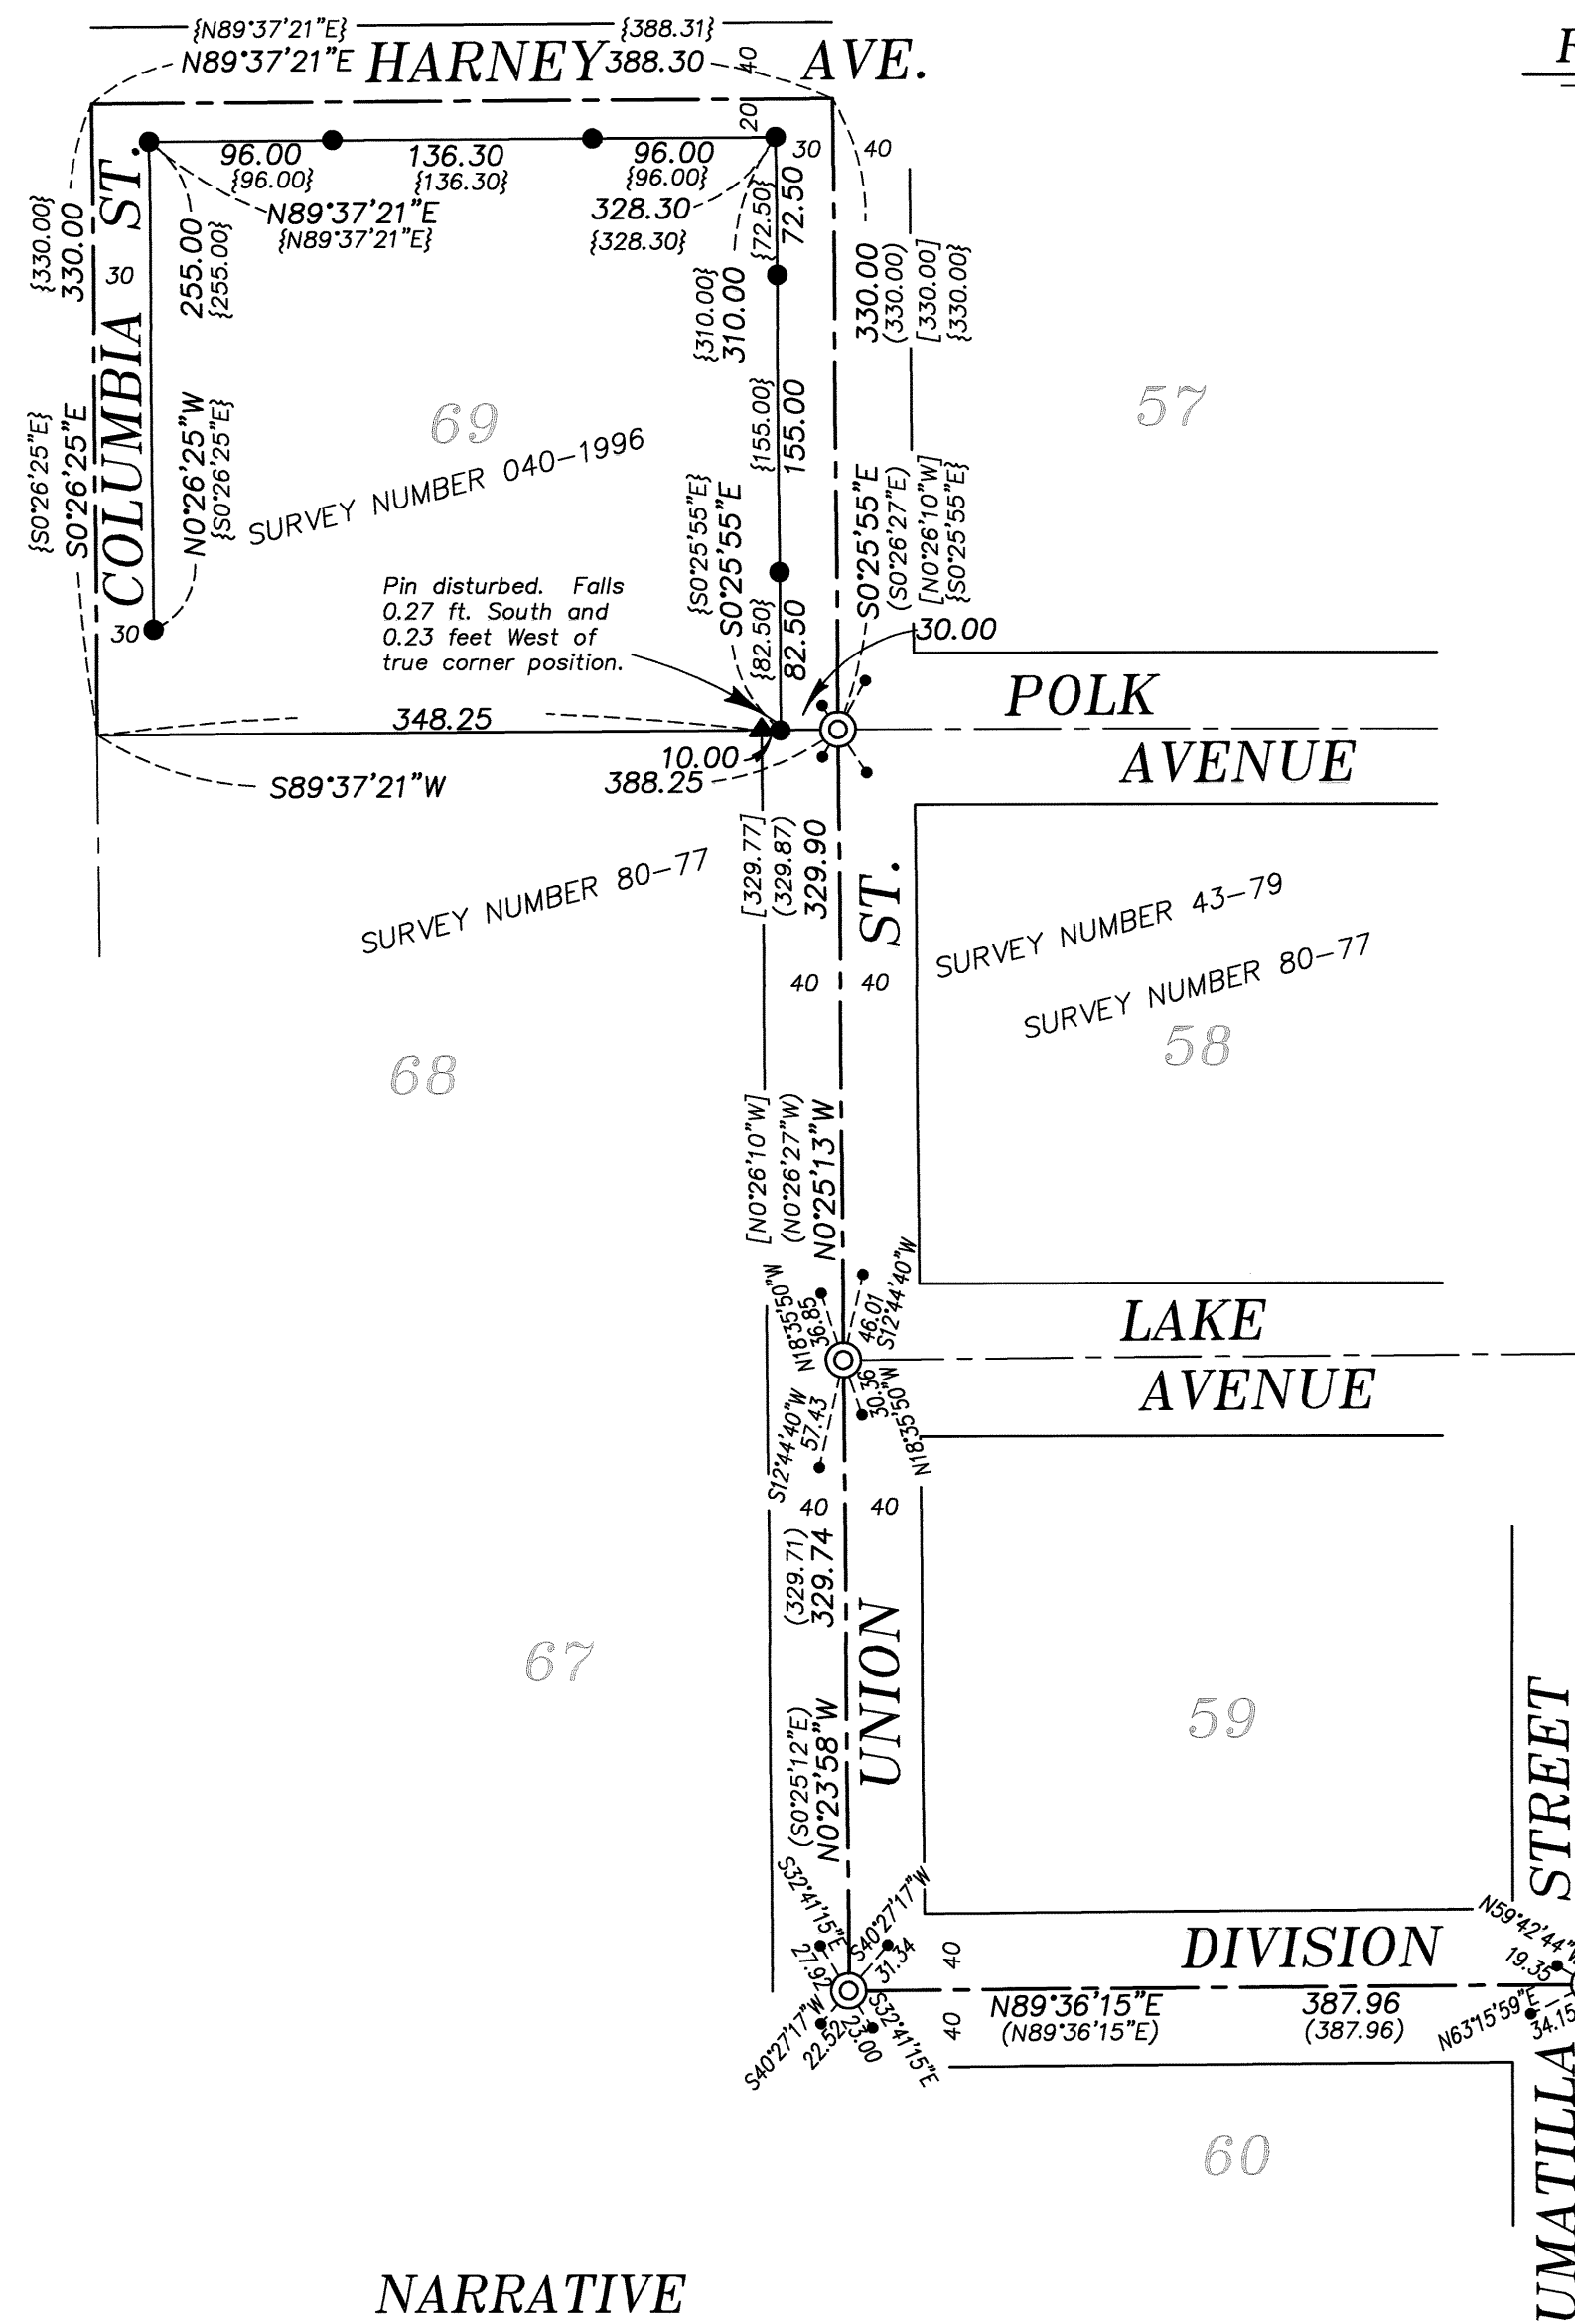 {N89°37'21"E} {388.31}
N89°37'21"E HARNEY 388.30 AVE.
40
20
30 40
96.00 136.30 96.00
{96.00} {136.30} {96.00}
N89°37'21"E 328.30
{N89°37'21"E} {328.30}
{330.00}
330.00
COLUMBIA ST.
30
255.00
{255.00}
{72.50}
72.50
{310.00}
310.00
330.00
(330.00)
[330.00]
{330.00}
{S0°26'25"E}
S0°26'25"E
N0°26'25"W
{S0°26'25"E}
69
57
SURVEY NUMBER 040-1996
{155.00}
155.00
{S0°25'55"E}
S0°25'55"E
S0°25'55"E
(S0°26'27"E)
[N0°26'10"W]
{S0°25'55"E}
Pin disturbed. Falls
0.27 ft. South and
0.23 feet West of
true corner position.
{82.50}
82.50
30
30.00
POLK
AVENUE
348.25
10.00
S89°37'21"W 388.25
[329.77]
(329.87)
329.90
ST.
SURVEY NUMBER 80-77
SURVEY NUMBER 43-79
SURVEY NUMBER 80-77
40 40
68
58
[N0°26'10"W]
(N0°26'27"W)
N0°25'13"W
N18°35'50"W
36.85
46.01
S12°44'40"W
LAKE
AVENUE
S12°44'40"W
57.43
30.36
N18°35'50"W
40 40
(329.71)
329.74
UNION
67
59
(S0°25'12"E)
N0°23'58"W
STREET
S32°41'15"E
27.92
S40°27'17"W
31.34
40
DIVISION
N59°42'44"W
19.35
N89°36'15"E 387.96
(N89°36'15"E) (387.96)
40
N63°15'59"E
34.15
S40°27'17"W
22.52
23.00
S32°41'15"E
UMATILLA
60
NARRATIVE